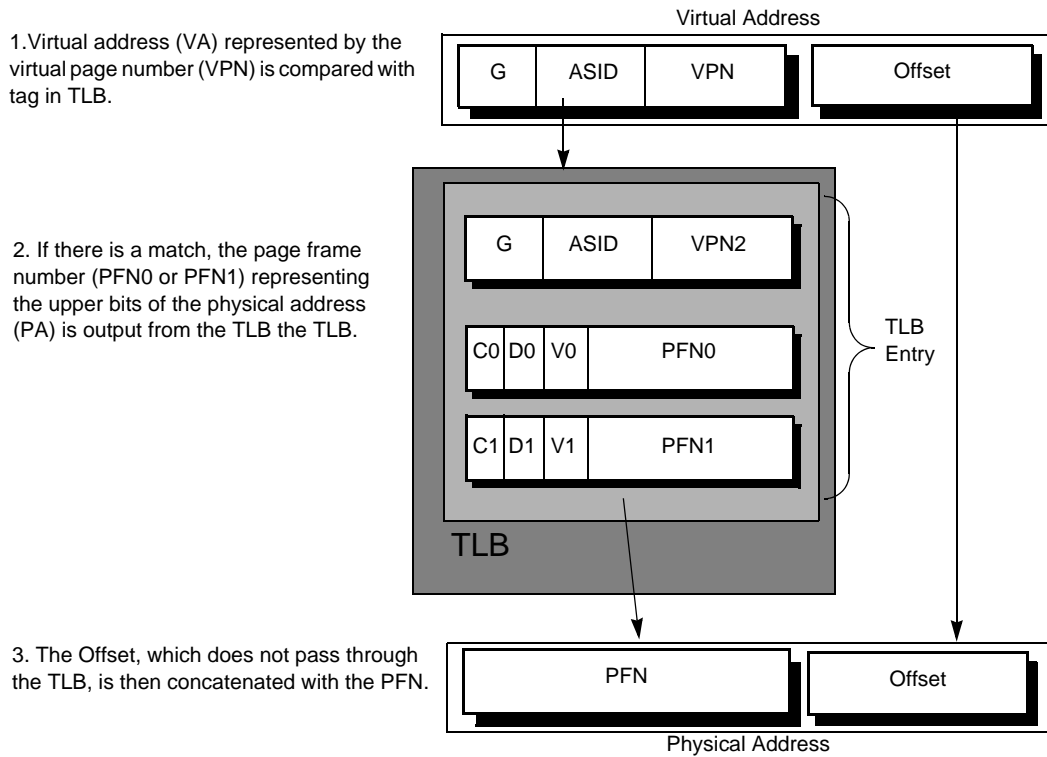 Virtual Address
1.Virtual address (VA) represented by the
virtual page number (VPN) is compared with
tag in TLB.
G ASID VPN Offset
2. If there is a match, the page frame
number (PFN0 or PFN1) representing
the upper bits of the physical address
(PA) is output from the TLB the TLB.
G ASID VPN2
C0 D0 V0 PFN0
C1 D1 V1 PFN1
TLB
Entry
TLB
3. The Offset, which does not pass through
the TLB, is then concatenated with the PFN.
PFN Offset
Physical Address